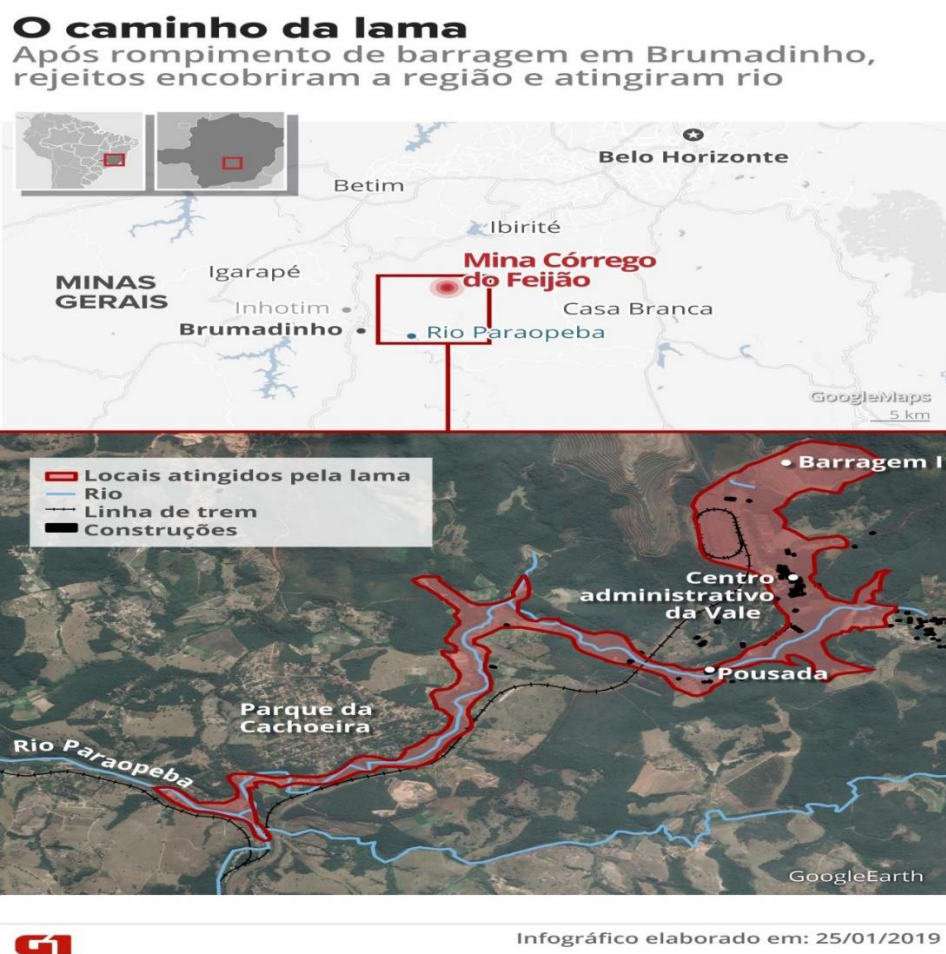 O caminho da lama
Após rompimento de barragem em Brumadinho,
rejeitos encobriram a região e atingiram rio
Belo Horizonte
Betim
Ibirité
Mina Córrego
do Feijão
MINAS
GERAIS
Igarapé
Inhotim
Casa Branca
Brumadinho
Rio Paraopeba
GoogleMaps
5 km
Locais atingidos pela lama
Rio
Linha de trem
Construções
Barragem I
Centro
administrativo
da Vale
Pousada
Parque da
Cachoeira
Rio Paraopeba
GoogleEarth
G1
Infográfico elaborado em: 25/01/2019